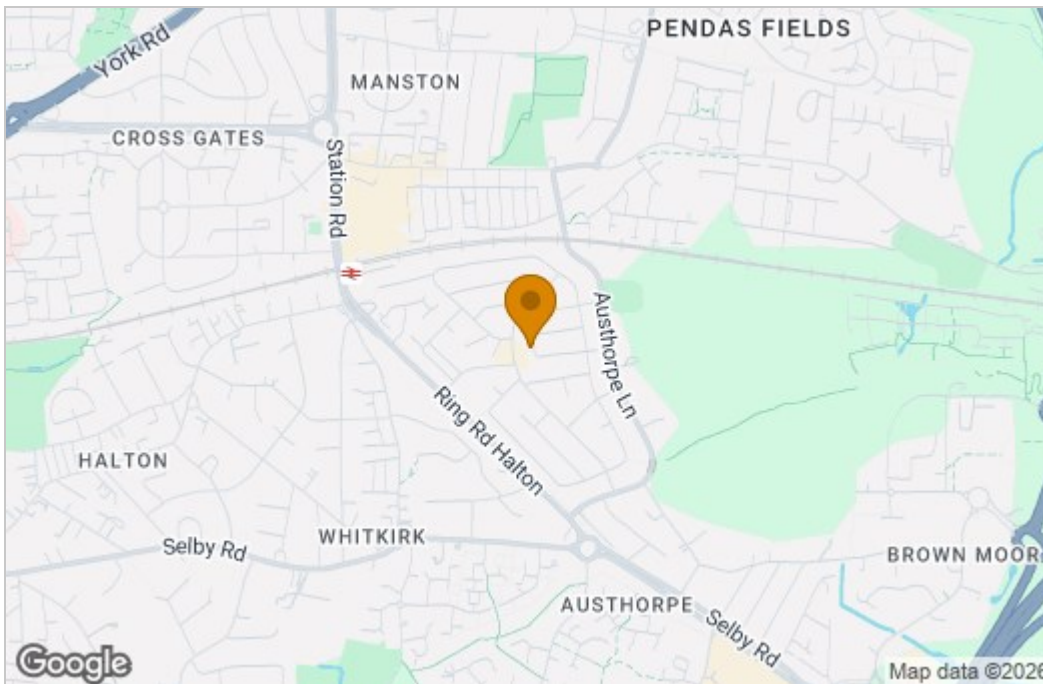 PENDAS FIELDS
York Rd
MANSTON
CROSS GATES
Station Rd
Austhorpe Ln
Ring Rd Halton
HALTON
WHITKIRK
Selby Rd
BROWN MOOR
AUSTHORPE
Selby Rd
Google
Map data ©2026